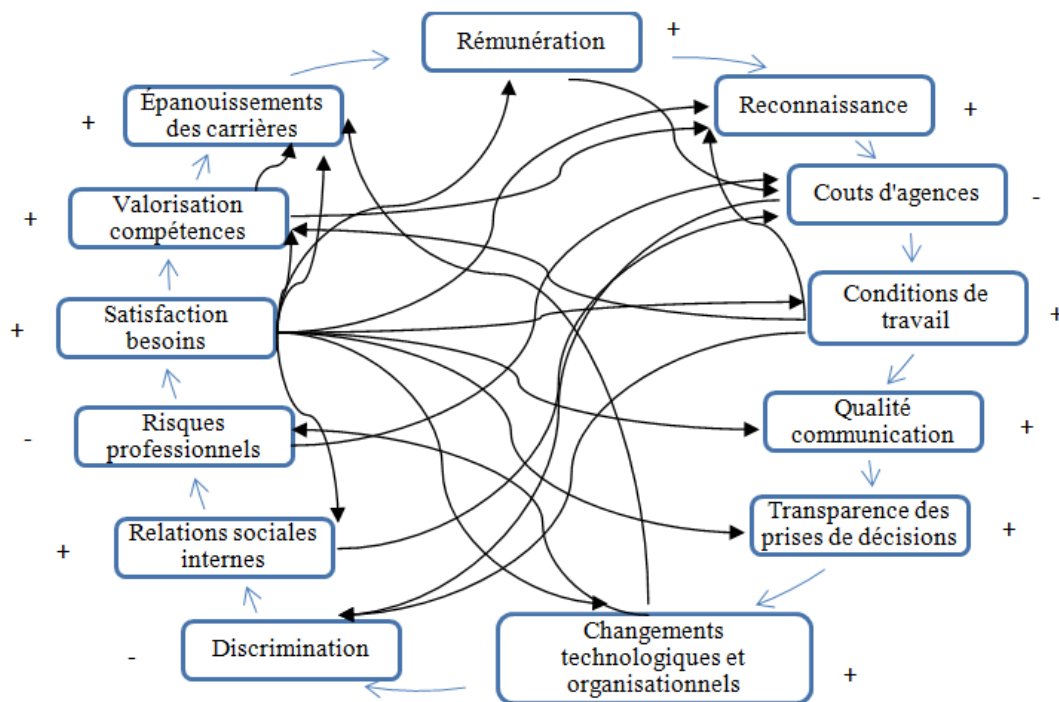 Rémunération
+
Reconnaissance
+
Couts d'agences
-
Conditions de
travail
+
Qualité
communication
+
Transparence des
prises de décisions
+
Changements
technologiques et
organisationnels
+
Discrimination
-
Relations sociales
internes
+
Risques
professionnels
-
Satisfaction
besoins
+
Valorisation
compétences
+
Épanouissements
des carrières
+